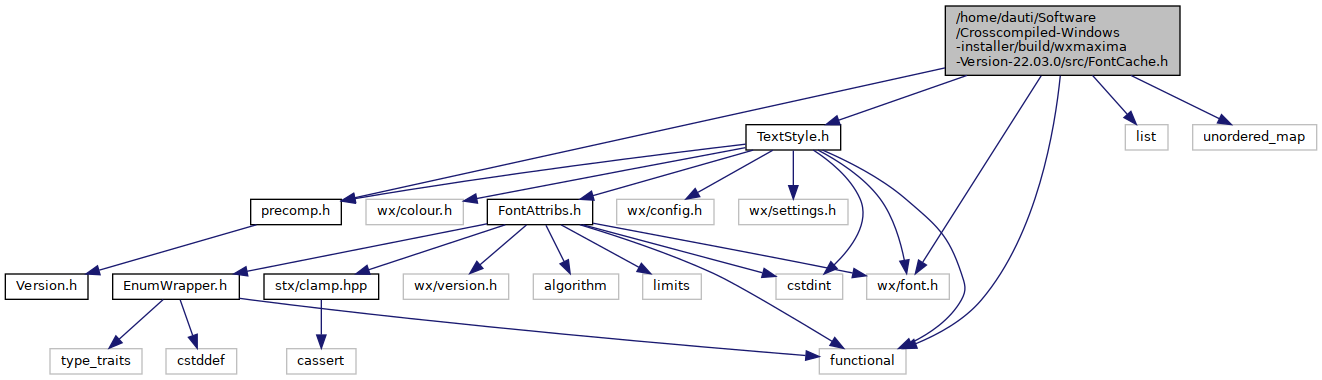 /home/dauti/Software
/Crosscompiled-Windows
-installer/build/wxmaxima
-Version-22.03.0/src/FontCache.h
TextStyle.h
list
unordered_map
precomp.h
wx/colour.h
FontAttribs.h
wx/config.h
wx/settings.h
Version.h
EnumWrapper.h
stx/clamp.hpp
wx/version.h
algorithm
limits
cstdint
wx/font.h
type_traits
cstddef
cassert
functional